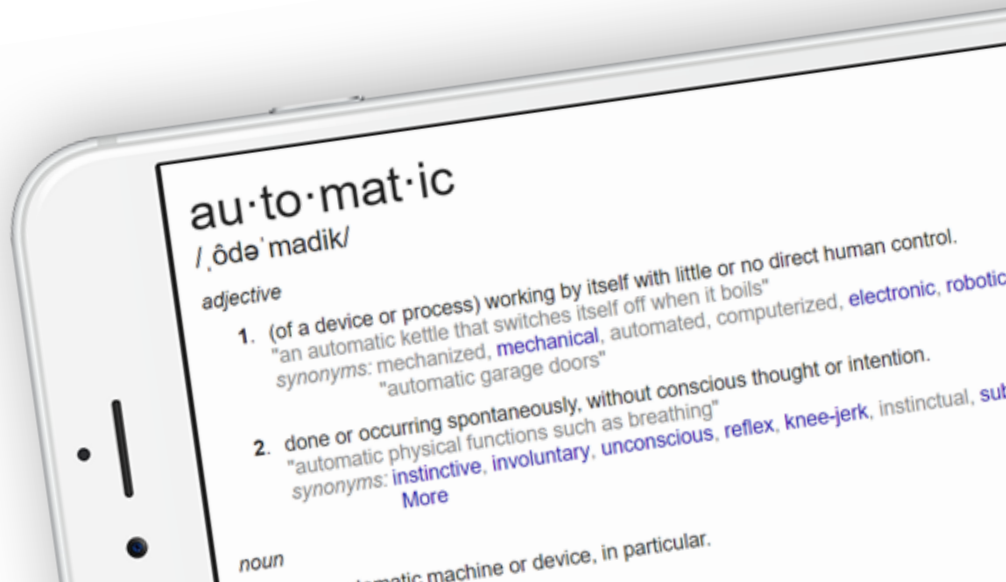 au·to·mat·ic
/ˌôdəˈmadik/
adjective
1. (of a device or process) working by itself with little or no direct human control.
"an automatic kettle that switches itself off when it boils"
synonyms: mechanized, mechanical, automated, computerized, electronic, robotic
"automatic garage doors"
2. done or occurring spontaneously, without conscious thought or intention.
"automatic physical functions such as breathing"
synonyms: instinctive, involuntary, unconscious, reflex, knee-jerk, instinctual,
More
noun
machine or device, in particular.